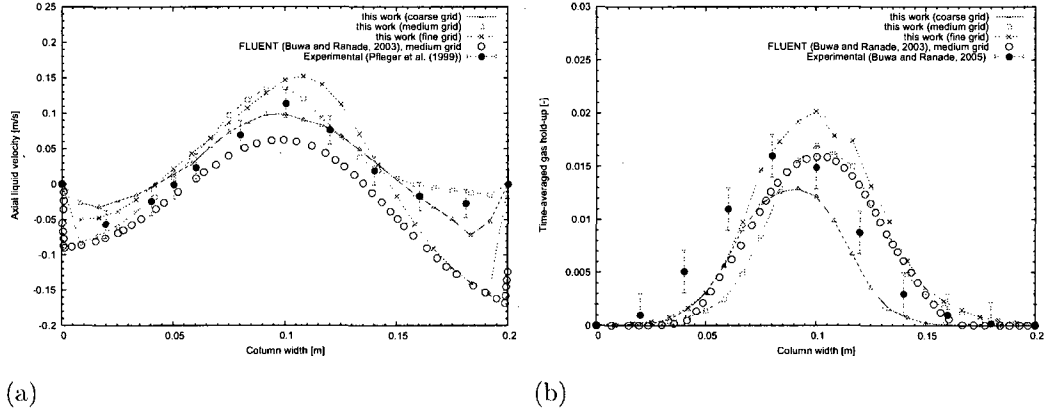 this work (coarse grid)
this work (medium grid)
this work (fine grid)
FLUENT (Buwa and Ranade, 2003), medium grid
Experimental (Pfleger et al. (1999))
0.25
0.2
0.15
0.1
0.05
0
-0.05
-0.1
-0.15
-0.2
Axial liquid velocity [m/s]
0
0.05
0.1
0.15
0.2
Column width [m]
(a)
this work (coarse grid)
this work (medium grid)
this work (fine grid)
FLUENT (Buwa and Ranade, 2003), medium grid
Experimental (Buwa and Ranade, 2005)
0.03
0.025
0.02
0.015
0.01
0.005
0
Time-averaged gas hold-up [-]
0
0.05
0.1
0.15
0.2
Column width [m]
(b)